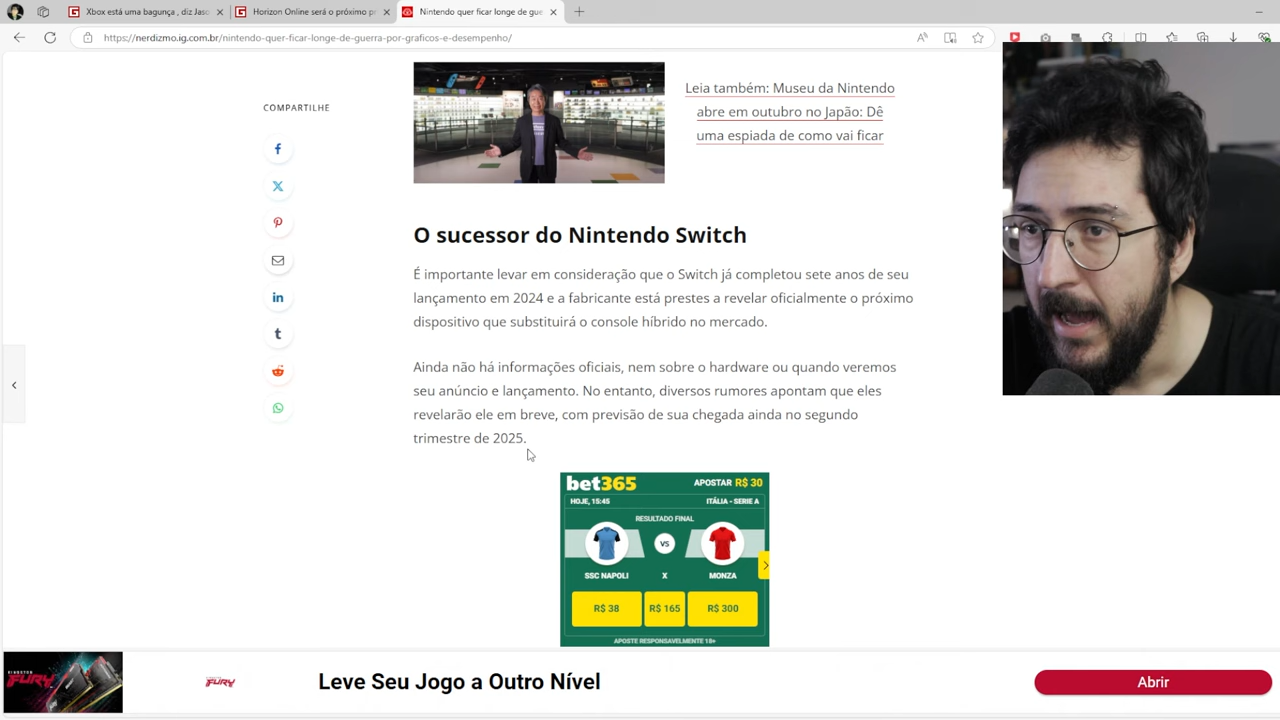 Xbox está uma bagunça , diz Jaso
Horizon Online será o próximo p
Nintendo quer ficar longe de gue
https://nerdizmo.ig.com.br/nintendo-quer-ficar-longe-de-guerra-por-graficos-e-desempenho/
COMPARTILHE
Leia também: Museu da Nintendo
abre em outubro no Japão: Dê
uma espiada de como vai ficar
O sucessor do Nintendo Switch
É importante levar em consideração que o Switch já completou sete anos de seu
lançamento em 2024 e a fabricante está prestes a revelar oficialmente o próximo
dispositivo que substituirá o console híbrido no mercado.
Ainda não há informações oficiais, nem sobre o hardware ou quando veremos
seu anúncio e lançamento. No entanto, diversos rumores apontam que eles
revelarão ele em breve, com previsão de sua chegada ainda no segundo
trimestre de 2025.
bet365 APOSTAR R$ 30
HOJE, 15:45 ITÁLIA - SERIE A
RESULTADO FINAL
VS
SSC NAPOLI X MONZA
R$ 38 R$ 165 R$ 300
APOSTE RESPONSAVELMENTE 18+
FURY
FURY
Leve Seu Jogo a Outro Nível
Abrir